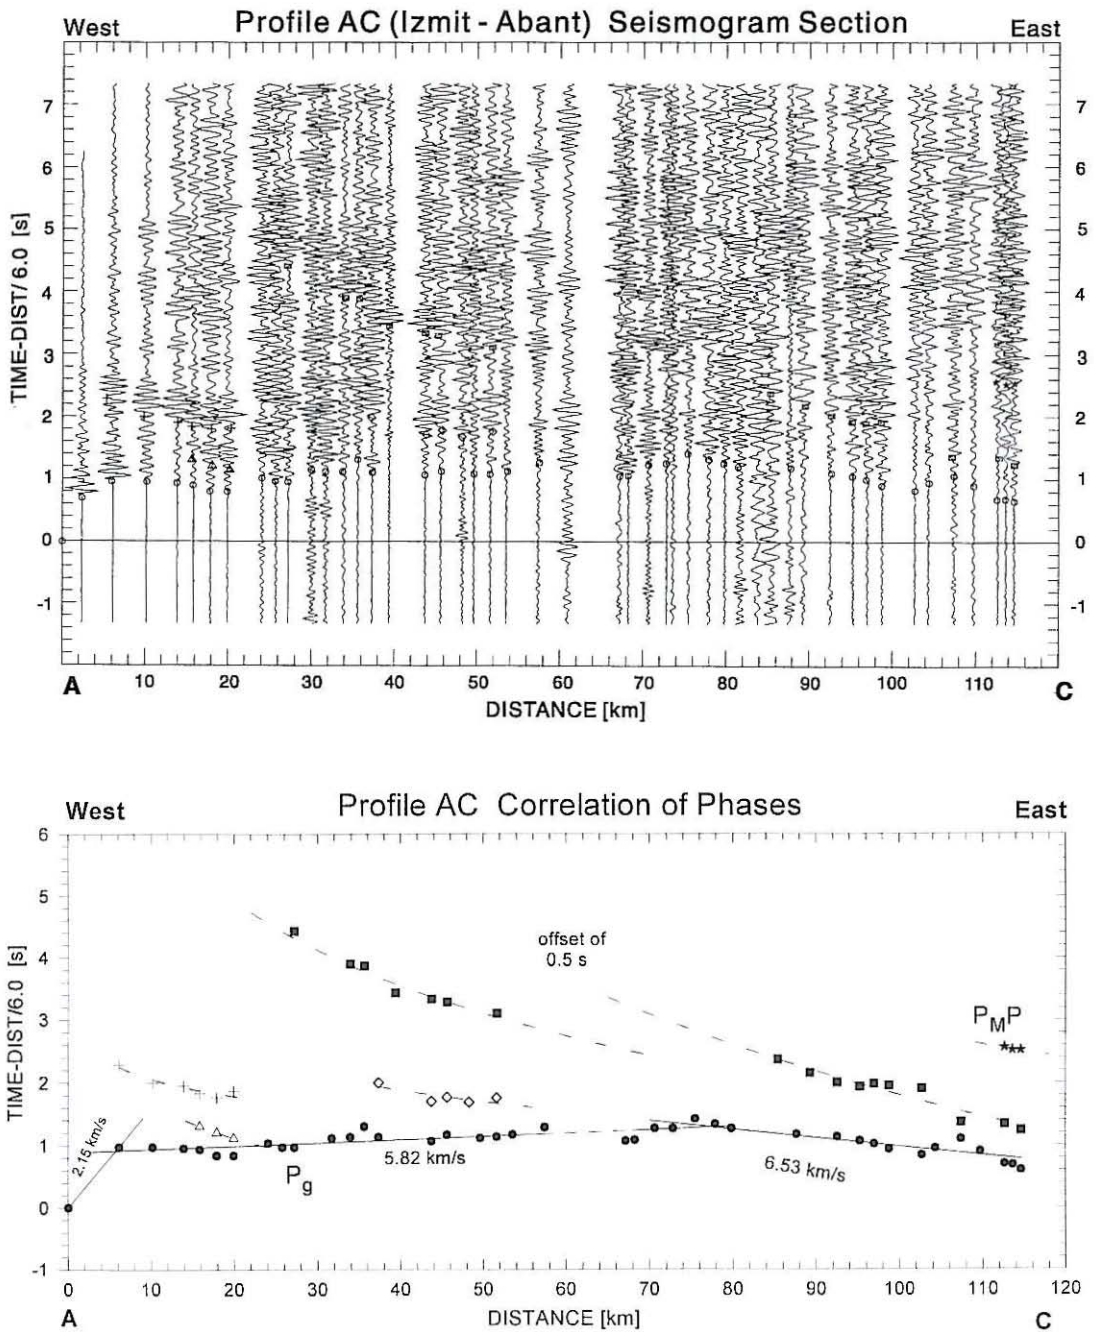 Profile AC (Izmit - Abant) Seismogram Section
West
East
TIME-DIST/ 6.0 [s]
7
6
5
4
3
2
1
0
-1
7
6
5
4
3
2
1
0
-1
A
10 20 30 40 50 60 70 80 90 100 110
C
DISTANCE [km]
West
Profile AC Correlation of Phases
East
TIME-DIST/6.0 [s]
6
5
4
3
2
1
0
-1
offset of
0.5 s
PMP
2.15 km/s
Pg
5.82 km/s
6.53 km/s
0 10 20 30 40 50 60 70 80 90 100 110 120
A
DISTANCE [km]
C